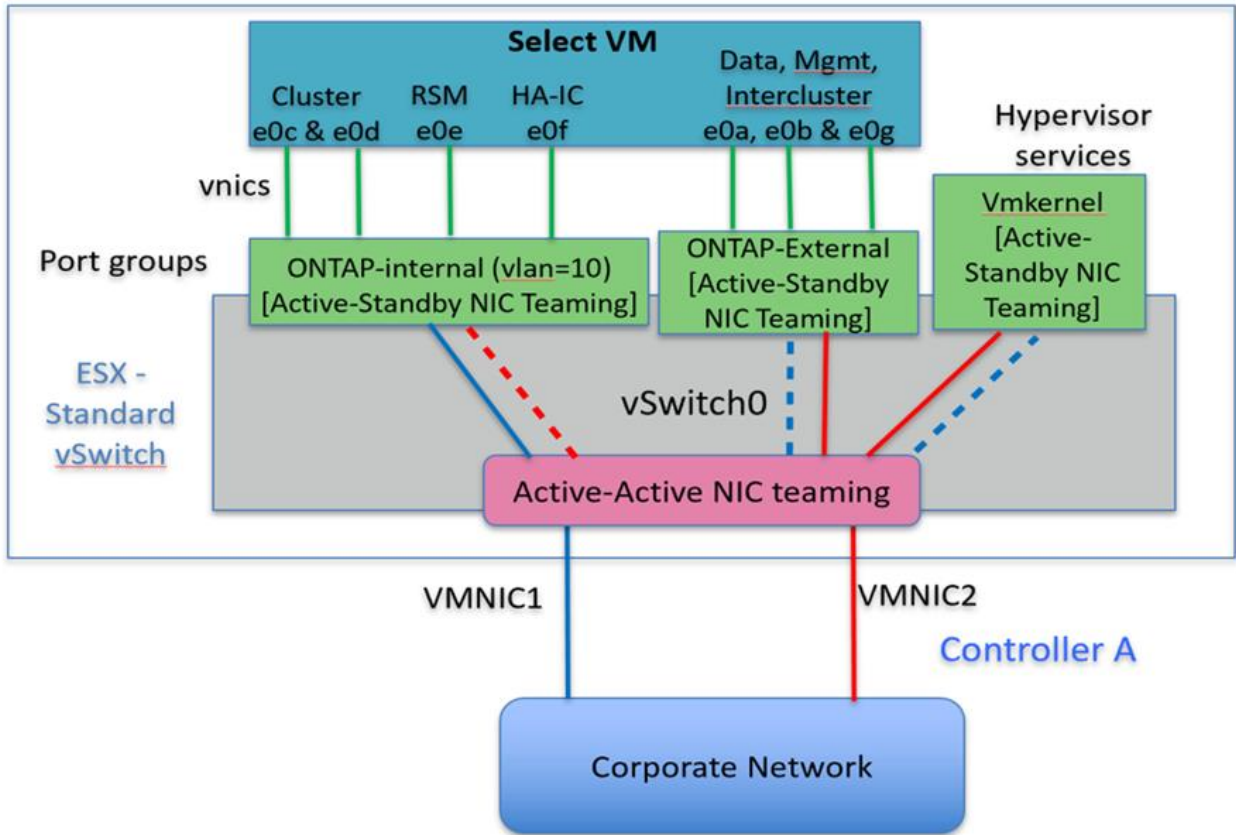 Select VM
Cluster
e0c & e0d
RSM
e0e
HA-IC
e0f
Data, Mgmt,
Intercluster
e0a, e0b & e0g
Hypervisor
services
vnics
Port groups
ONTAP-internal (vlan=10)
[Active-Standby NIC Teaming]
ONTAP-External
[Active-Standby
NIC Teaming]
Vmkernel
[Active-
Standby NIC
Teaming]
ESX -
Standard
vSwitch
vSwitch0
Active-Active NIC teaming
VMNIC1
VMNIC2
Controller A
Corporate Network